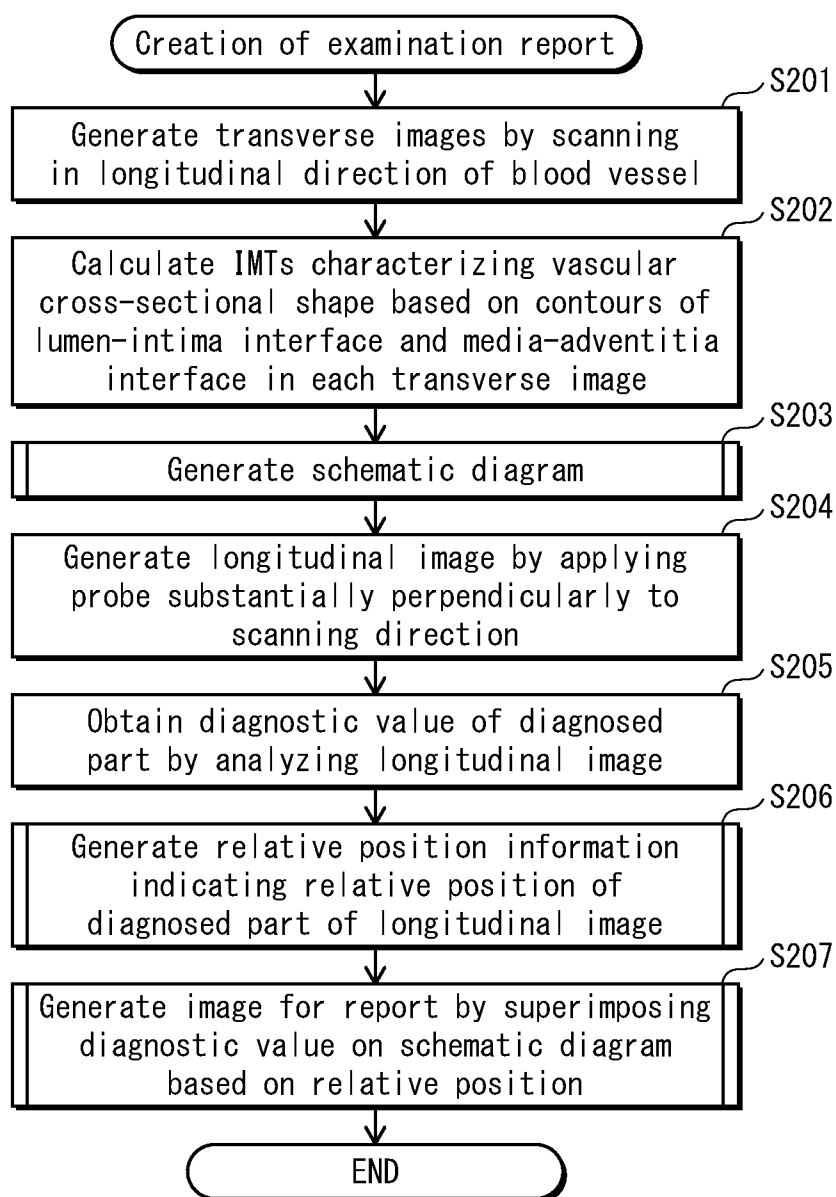 Creation of examination report
S201
Generate transverse images by scanning
in longitudinal direction of blood vessel
S202
Calculate IMTs characterizing vascular
cross-sectional shape based on contours of
lumen-intima interface and media-adventitia
interface in each transverse image
S203
Generate schematic diagram
S204
Generate longitudinal image by applying
probe substantially perpendicularly to
scanning direction
S205
Obtain diagnostic value of diagnosed
part by analyzing longitudinal image
S206
Generate relative position information
indicating relative position of
diagnosed part of longitudinal image
S207
Generate image for report by superimposing
diagnostic value on schematic diagram
based on relative position
END